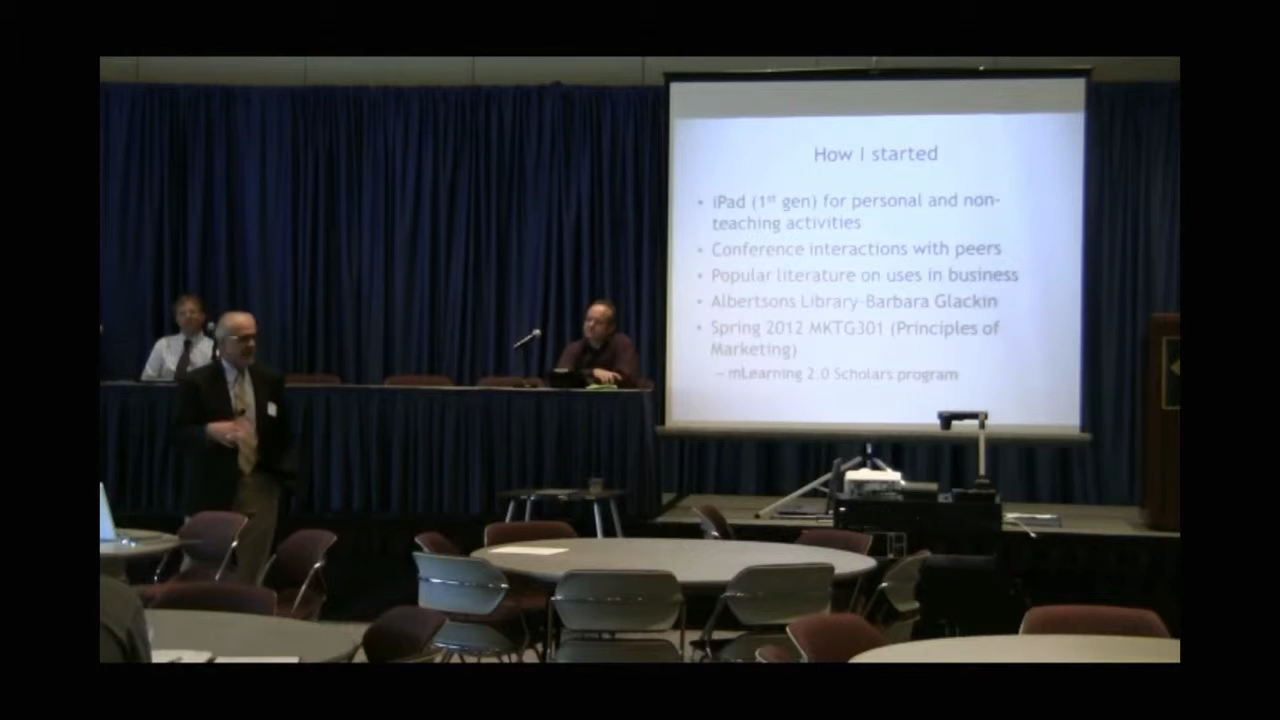 How I started
• iPad (1st gen) for personal and non-
teaching activities
• Conference interactions with peers
• Popular literature on uses in business
• Albertsons Library-Barbara Glackin
• Spring 2012 MKTG301 (Principles of
Marketing)
– mLearning 2.0 Scholars program